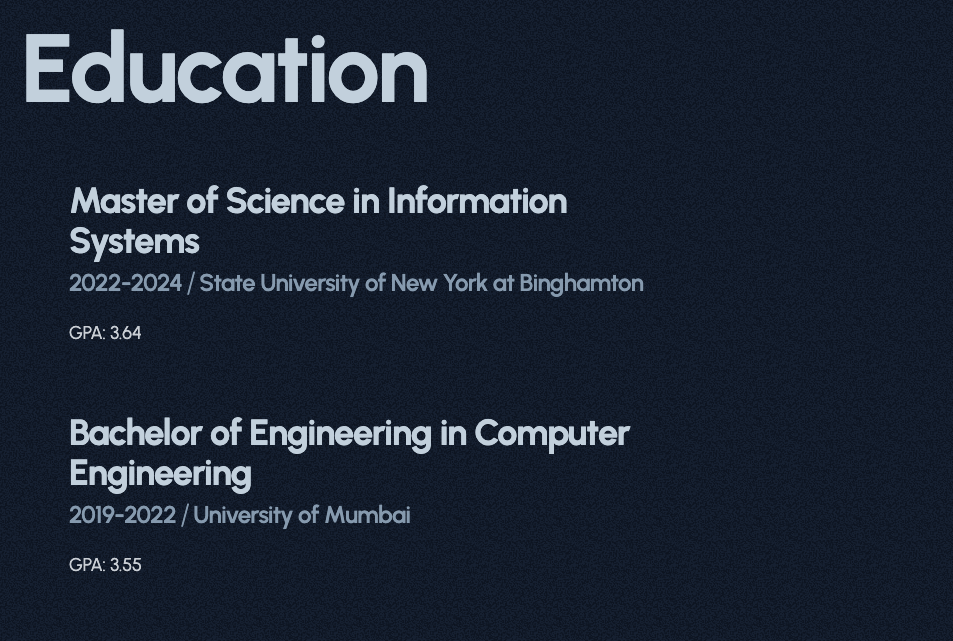 Education
Master of Science in Information
Systems
2022-2024 / State University of New York at Binghamton
GPA: 3.64
Bachelor of Engineering in Computer
Engineering
2019-2022 / University of Mumbai
GPA: 3.55